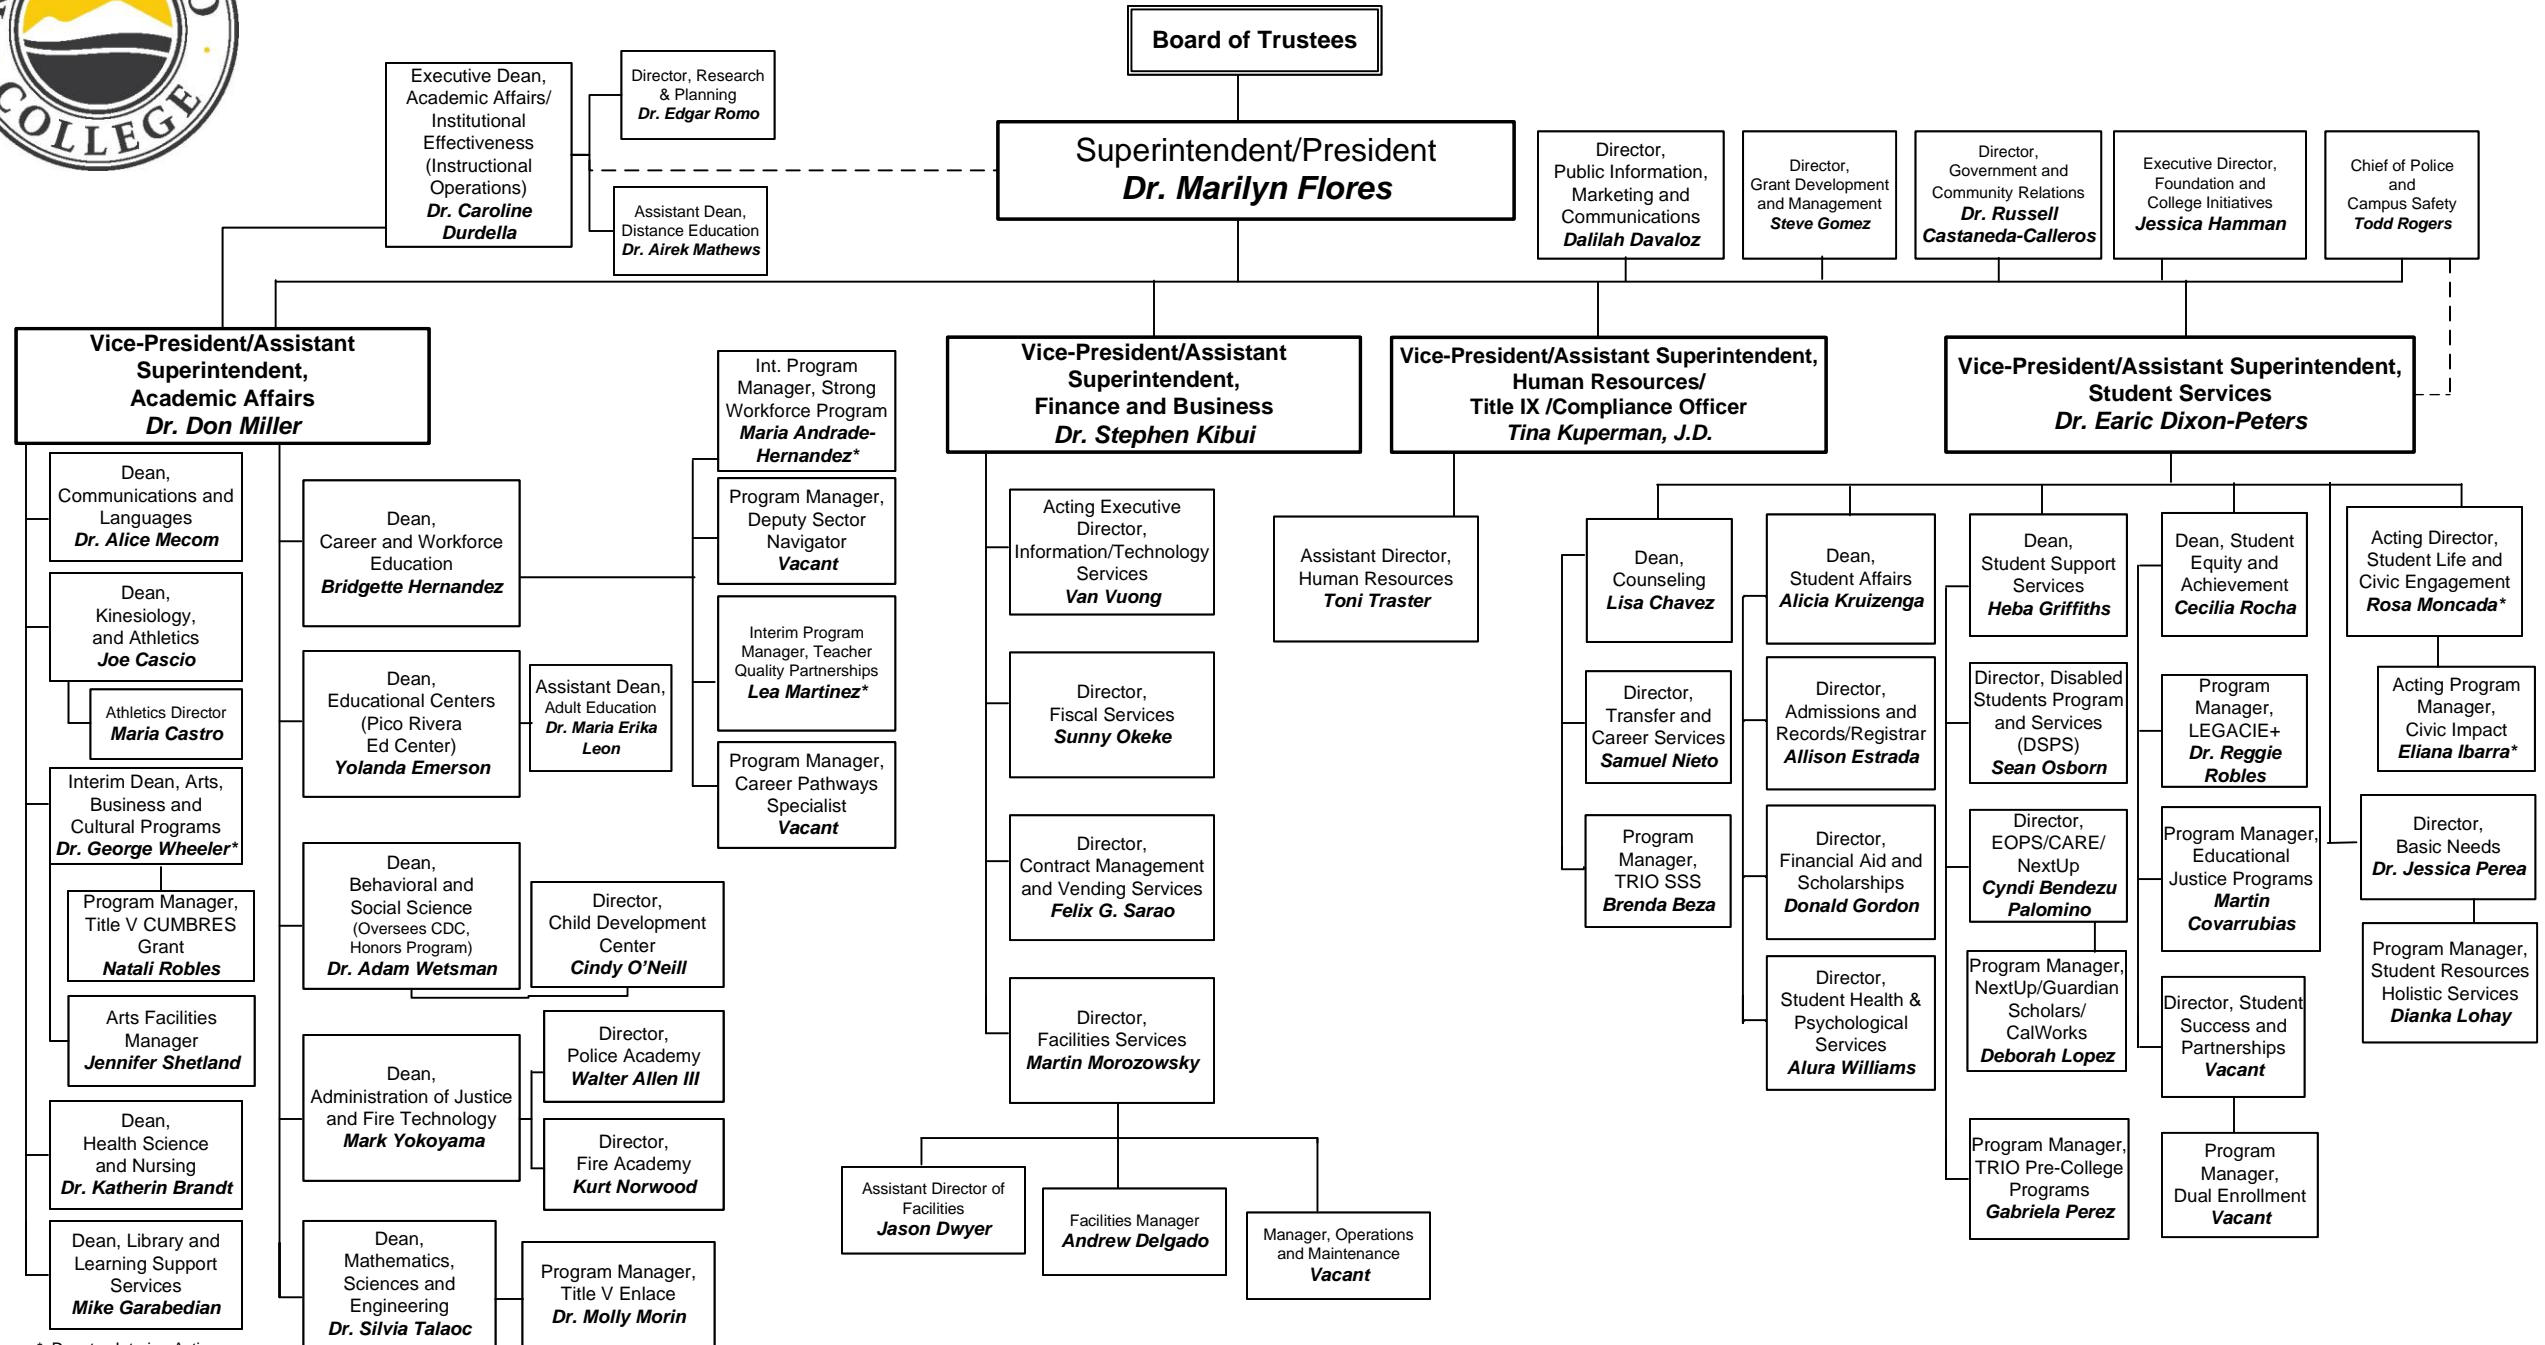 COLLEGE
Board of Trustees
Executive Dean,
Academic Affairs/
Institutional
Effectiveness
(Instructional
Operations)
Dr. Caroline
Durdella
Director, Research
& Planning
Dr. Edgar Romo
Assistant Dean,
Distance Education
Dr. Airek Mathews
Superintendent/President
Dr. Marilyn Flores
Director,
Public Information,
Marketing and
Communications
Dalilah Davaloz
Director,
Grant Development
and Management
Steve Gomez
Director,
Government and
Community Relations
Dr. Russell
Castaneda-Calleros
Executive Director,
Foundation and
College Initiatives
Jessica Hamman
Chief of Police
and
Campus Safety
Todd Rogers
Vice-President/Assistant
Superintendent,
Academic Affairs
Dr. Don Miller
Vice-President/Assistant
Superintendent,
Finance and Business
Dr. Stephen Kibui
Vice-President/Assistant Superintendent,
Human Resources/
Title IX /Compliance Officer
Tina Kuperman, J.D.
Vice-President/Assistant Superintendent,
Student Services
Dr. Earic Dixon-Peters
Dean,
Communications and
Languages
Dr. Alice Mecom
Dean,
Kinesiology,
and Athletics
Joe Cascio
Athletics Director
Maria Castro
Interim Dean, Arts,
Business and
Cultural Programs
Dr. George Wheeler*
Program Manager,
Title V CUMBRES
Grant
Natali Robles
Arts Facilities
Manager
Jennifer Shetland
Dean,
Health Science
and Nursing
Dr. Katherin Brandt
Dean, Library and
Learning Support
Services
Mike Garabedian
Dean,
Career and Workforce
Education
Bridgette Hernandez
Dean,
Educational Centers
(Pico Rivera
Ed Center)
Yolanda Emerson
Assistant Dean,
Adult Education
Dr. Maria Erika
Leon
Dean,
Behavioral and
Social Science
(Oversees CDC,
Honors Program)
Dr. Adam Wetsman
Director,
Child Development
Center
Cindy O’Neill
Dean,
Administration of Justice
and Fire Technology
Mark Yokoyama
Director,
Police Academy
Walter Allen III
Director,
Fire Academy
Kurt Norwood
Dean,
Mathematics,
Sciences and
Engineering
Dr. Silvia Talaoc
Program Manager,
Title V Enlace
Dr. Molly Morin
Int. Program
Manager, Strong
Workforce Program
Maria Andrade-
Hernandez*
Program Manager,
Deputy Sector
Navigator
Vacant
Interim Program
Manager, Teacher
Quality Partnerships
Lea Martinez*
Program Manager,
Career Pathways
Specialist
Vacant
Acting Executive
Director,
Information/Technology
Services
Van Vuong
Director,
Fiscal Services
Sunny Okeke
Director,
Contract Management
and Vending Services
Felix G. Sarao
Director,
Facilities Services
Martin Morozowsky
Assistant Director of
Facilities
Jason Dwyer
Facilities Manager
Andrew Delgado
Manager, Operations
and Maintenance
Vacant
Assistant Director,
Human Resources
Toni Traster
Dean,
Counseling
Lisa Chavez
Director,
Transfer and
Career Services
Samuel Nieto
Program
Manager,
TRIO SSS
Brenda Beza
Dean,
Student Affairs
Alicia Kruizenga
Director,
Admissions and
Records/Registrar
Allison Estrada
Director,
Financial Aid and
Scholarships
Donald Gordon
Director,
Student Health &
Psychological
Services
Alura Williams
Dean,
Student Support
Services
Heba Griffiths
Director, Disabled
Students Program
and Services
(DSPS)
Sean Osborn
Director,
EOPS/CARE/
NextUp
Cyndi Bendezu
Palomino
Program Manager,
NextUp/Guardian
Scholars/
CalWorks
Deborah Lopez
Program Manager,
TRIO Pre-College
Programs
Gabriela Perez
Dean, Student
Equity and
Achievement
Cecilia Rocha
Program
Manager,
LEGACIE+
Dr. Reggie
Robles
Program Manager,
Educational
Justice Programs
Martin
Covarrubias
Director, Student
Success and
Partnerships
Vacant
Program
Manager,
Dual Enrollment
Vacant
Acting Director,
Student Life and
Civic Engagement
Rosa Moncada*
Acting Program
Manager,
Civic Impact
Eliana Ibarra*
Director,
Basic Needs
Dr. Jessica Perea
Program Manager,
Student Resources
Holistic Services
Dianka Lohay